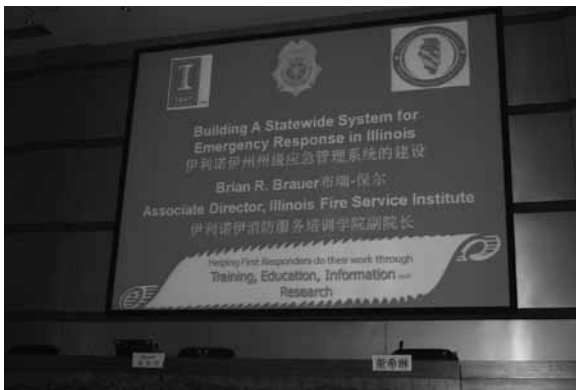 I
Building A Statewide System for
Emergency Response in Illinois
伊利诺伊州州级应急管理系统的建设
Brian R. Brauer布瑞-保尔
Associate Director, Illinois Fire Service Institute
伊利诺伊消防服务培训学院副院长
Helping First Responders do their work through
Training, Education, Information and
Research